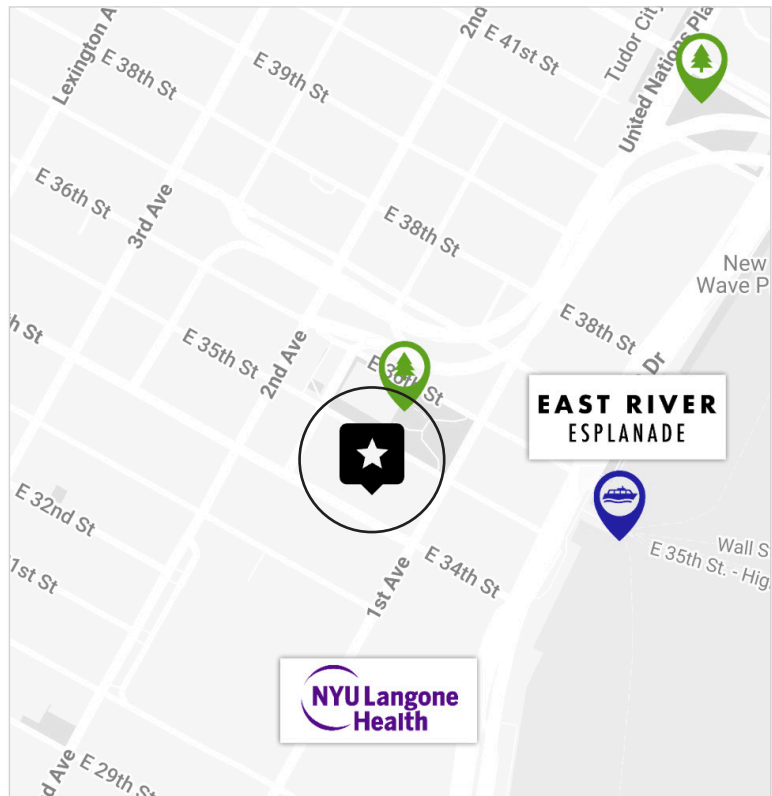 Lexington A
2nd
E 41st St
Tudor City
United Nations Pla
E 38th St
E 39th St
E 36th St
3rd Ave
E 38th St
New
Wave P
h St
E 35th St
2nd Ave
E 36th St
E 38th St
Dr
EAST RIVER
ESPLANADE
E 32nd St
1st St
1st Ave
E 34th St
Wall S
E 35th St. - Hig
NYU Langone
Health
d Ave
E 29th St